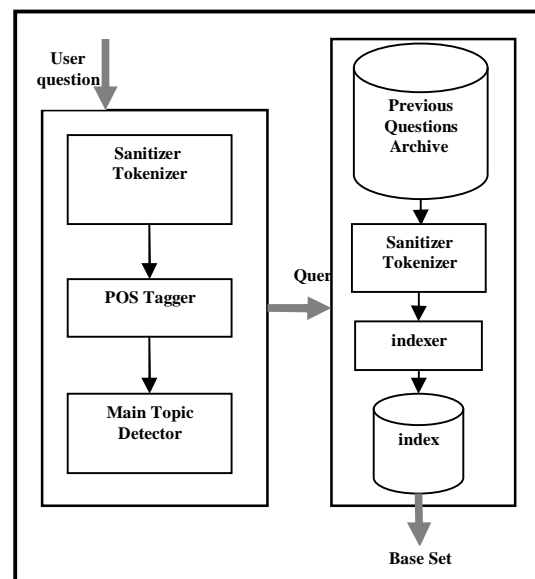 User
question
Sanitizer
Tokenizer
POS Tagger
Main Topic
Detector
Quer
Previous
Questions
Archive
Sanitizer
Tokenizer
indexer
index
Base Set